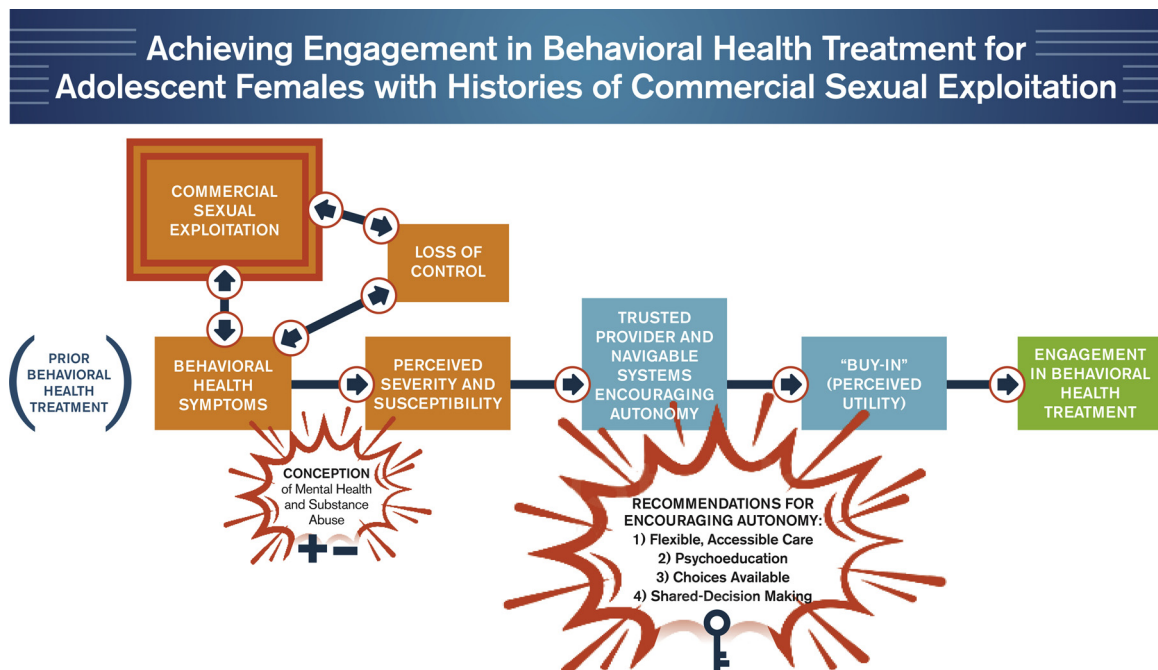 Achieving Engagement in Behavioral Health Treatment for
Adolescent Females with Histories of Commercial Sexual Exploitation
COMMERCIAL
SEXUAL
EXPLOITATION
LOSS OF
CONTROL
PRIOR
BEHAVIORAL
HEALTH
TREATMENT
BEHAVIORAL
HEALTH
SYMPTOMS
PERCEIVED
SEVERITY AND
SUSCEPTIBILITY
TRUSTED
PROVIDER AND
NAVIGABLE
SYSTEMS
ENCOURAGING
AUTONOMY
"BUY-IN"
(PERCEIVED
UTILITY)
ENGAGEMENT
IN BEHAVIORAL
HEALTH
TREATMENT
CONCEPTION
of Mental Health
and Substance
Abuse
+ −
RECOMMENDATIONS FOR
ENCOURAGING AUTONOMY:
1) Flexible, Accessible Care
2) Psychoeducation
3) Choices Available
4) Shared-Decision Making